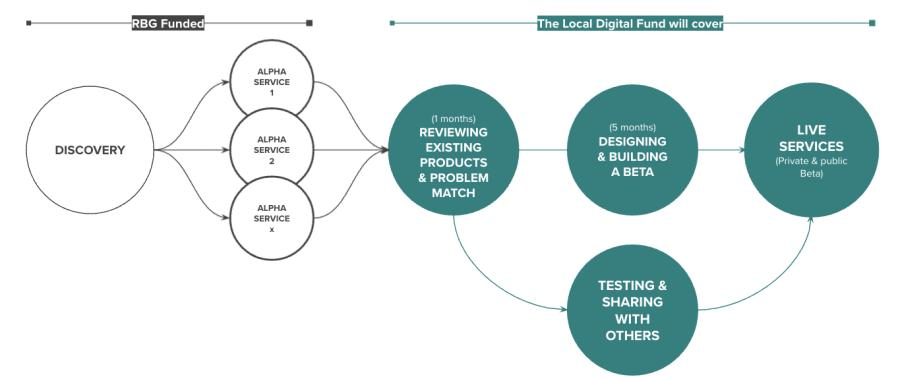 RBG Funded
The Local Digital Fund will cover
DISCOVERY
ALPHA
SERVICE
1
ALPHA
SERVICE
2
ALPHA
SERVICE
x
(1 months)
REVIEWING
EXISTING
PRODUCTS
& PROBLEM
MATCH
(5 months)
DESIGNING
& BUILDING
A BETA
LIVE
SERVICES
(Private & public
Beta)
TESTING &
SHARING
WITH
OTHERS